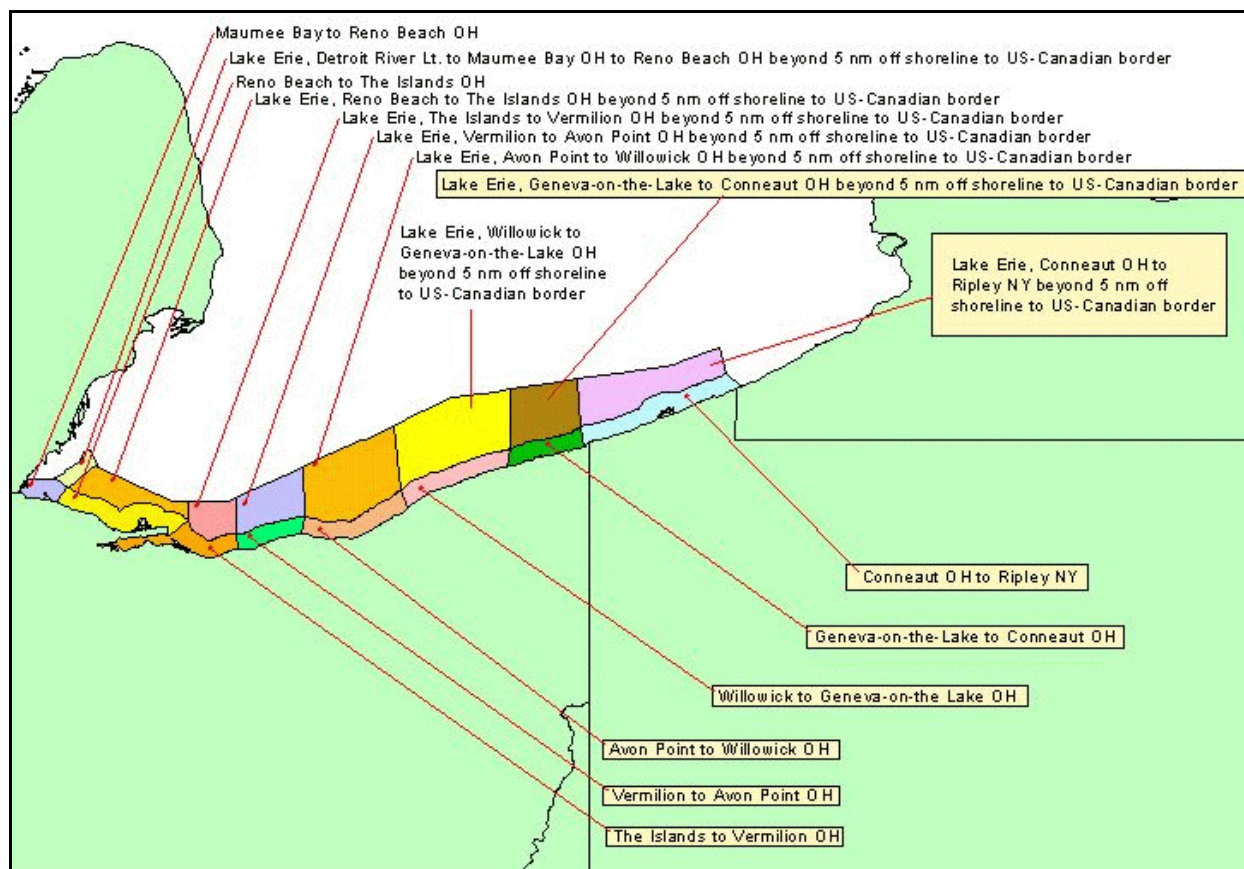 Maumee Bay to Reno Beach OH
Lake Erie, Detroit River Lt. to Maumee Bay OH to Reno Beach OH beyond 5 nm off shoreline to US-Canadian border
Reno Beach to The Islands OH
Lake Erie, Reno Beach to The Islands OH beyond 5 nm off shoreline to US-Canadian border
Lake Erie, The Islands to Vermilion OH beyond 5 nm off shoreline to US-Canadian border
Lake Erie, Vermilion to Avon Point OH beyond 5 nm off shoreline to US-Canadian border
Lake Erie, Avon Point to Willowick OH beyond 5 nm off shoreline to US-Canadian border
Lake Erie, Geneva-on-the-Lake to Conneaut OH beyond 5 nm off shoreline to US-Canadian border
Lake Erie, Willowick to
Geneva-on-the-Lake OH
beyond 5 nm off shoreline
to US-Canadian border
Lake Erie, Conneaut OH to
Ripley NY beyond 5 nm off
shoreline to US-Canadian border
Conneaut OH to Ripley NY
Geneva-on-the-Lake to Conneaut OH
Willowick to Geneva-on-the Lake OH
Avon Point to Willowick OH
Vermilion to Avon Point OH
The Islands to Vermilion OH